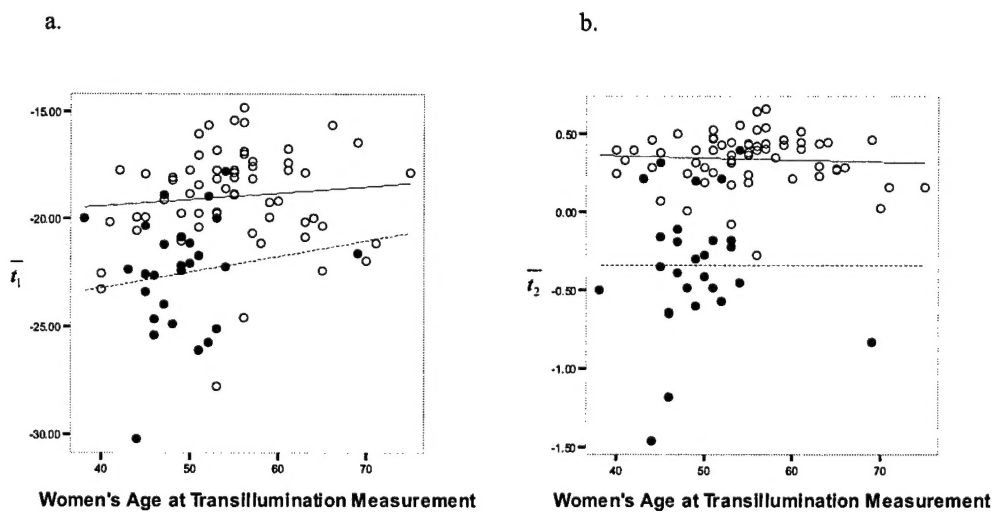 a.
b.
-15.00
-20.00
-25.00
-30.00
t̄₁
40
50
60
70
Women's Age at Transillumination Measurement
0.50
0.00
-0.50
-1.00
-1.50
t̄₂
40
50
60
70
Women's Age at Transillumination Measurement